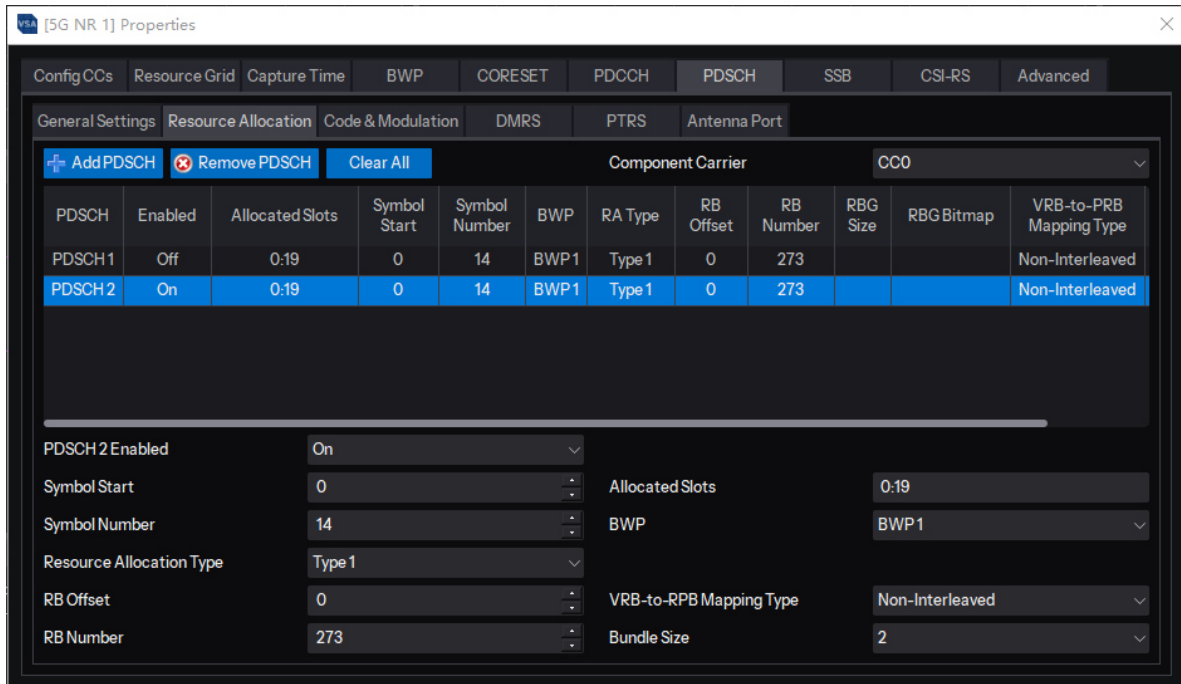 VSA [5G NR 1] Properties
Config CCs Resource Grid Capture Time BWP CORESET PDCCH PDSCH SSB CSI-RS Advanced
General Settings Resource Allocation Code & Modulation DMRS PTRS Antenna Port
Add PDSCH Remove PDSCH Clear All Component Carrier CC0
PDSCH Enabled Allocated Slots Symbol Start Symbol Number BWP RA Type RB Offset RB Number RBG Size RBG Bitmap VRB-to-PRB Mapping Type
PDSCH 1 Off 0:19 0 14 BWP1 Type 1 0 273 Non-Interleaved
PDSCH 2 On 0:19 0 14 BWP1 Type 1 0 273 Non-Interleaved
PDSCH 2 Enabled On
Symbol Start 0 Allocated Slots 0:19
Symbol Number 14 BWP BWP1
Resource Allocation Type Type 1
RB Offset 0 VRB-to-RPB Mapping Type Non-Interleaved
RB Number 273 Bundle Size 2